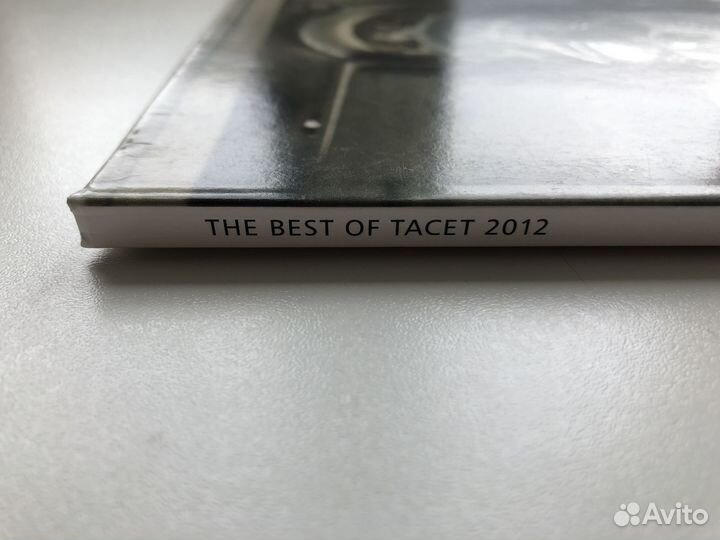 THE BEST OF TACET 2012
Avito